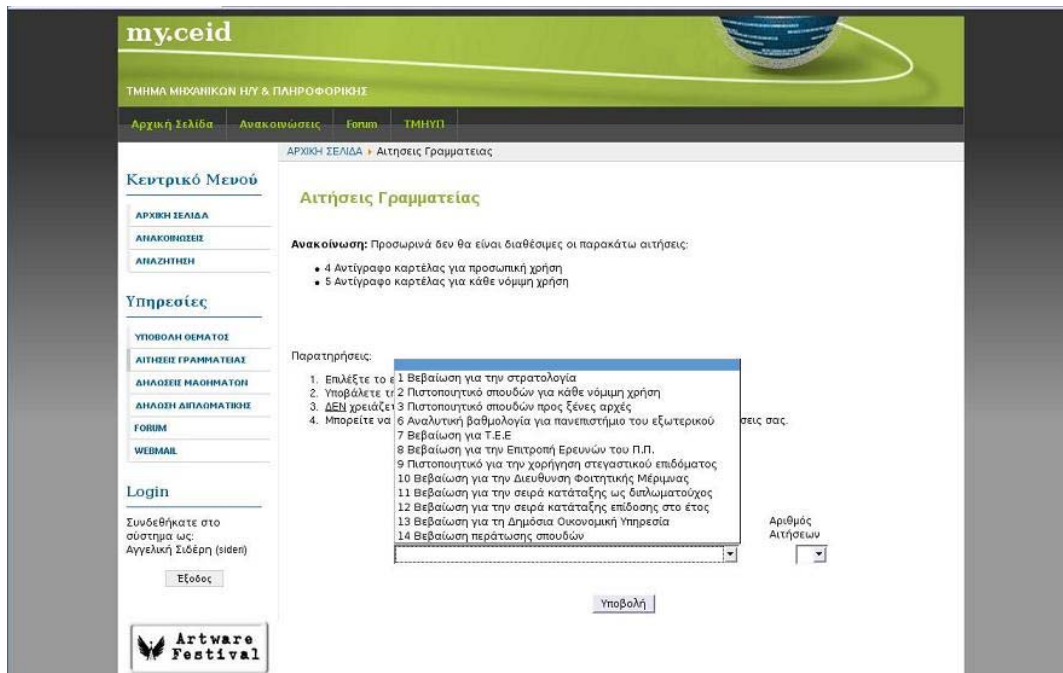 my.ceid
ΤΜΗΜΑ ΜΗΧΑΝΙΚΩΝ Η/Υ & ΠΛΗΡΟΦΟΡΙΚΗΣ
Αρχική Σελίδα Ανακοινώσεις Forum ΤΜΗΥΠ
ΑΡΧΙΚΗ ΣΕΛΙΔΑ Αιτησεις Γραμματειας
Κεντρικό Μενού
ΑΡΧΙΚΗ ΣΕΛΙΔΑ
ΑΝΑΚΟΙΝΩΣΕΙΣ
ΑΝΑΖΗΤΗΣΗ
Υπηρεσίες
ΥΠΟΒΟΛΗ ΘΕΜΑΤΟΣ
ΑΙΤΗΣΕΙΣ ΓΡΑΜΜΑΤΕΙΑΣ
ΔΗΛΩΣΕΙΣ ΜΑΘΗΜΑΤΩΝ
ΔΗΛΩΣΗ ΔΙΠΛΩΜΑΤΙΚΗΣ
FORUM
WEBMAIL
Login
Συνδεθήκατε στο
σύστημα ως:
Αγγελική Σιδέρη (sideri)
Έξοδος
Artware
Festival
Αιτήσεις Γραμματείας
Ανακοίνωση: Προσωρινά δεν θα είναι διαθέσιμες οι παρακάτω αιτήσεις:
• 4 Αντίγραφο καρτέλας για προσωπική χρήση
• 5 Αντίγραφο καρτέλας για κάθε νόμιμη χρήση
Παρατηρήσεις:
1. Επιλέξτε το
2. Υποβάλετε
3. ΔΕΝ
4. Μπορείτε να σεις σας.
1 Βεβαίωση για την στρατολογία
2 Πιστοποιητικό σπουδών για κάθε νόμιμη χρήση
3 Πιστοποιητικό σπουδών προς ξένες αρχές
6 Αναλυτική βαθμολογία για πανεπιστήμιο του εξωτερικού
7 Βεβαίωση για Τ.Ε.Ε
8 Βεβαίωση για την Επιτροπή Ερευνών του Π.Π.
9 Πιστοποιητικό για την χορήγηση στεγαστικού επιδόματος
10 Βεβαίωση για την Διευθυνση Φοιτητικής Μέριμνας
11 Βεβαίωση για την σειρά κατάταξης ως διπλωματούχος
12 Βεβαίωση για την σειρά κατάταξης επίδοσης στο έτος
13 Βεβαίωση για τη Δημόσια Οικονομική Υπηρεσία
14 Βεβαίωση περάτωσης σπουδών
Αριθμός
Αιτήσεων
Υποβολή